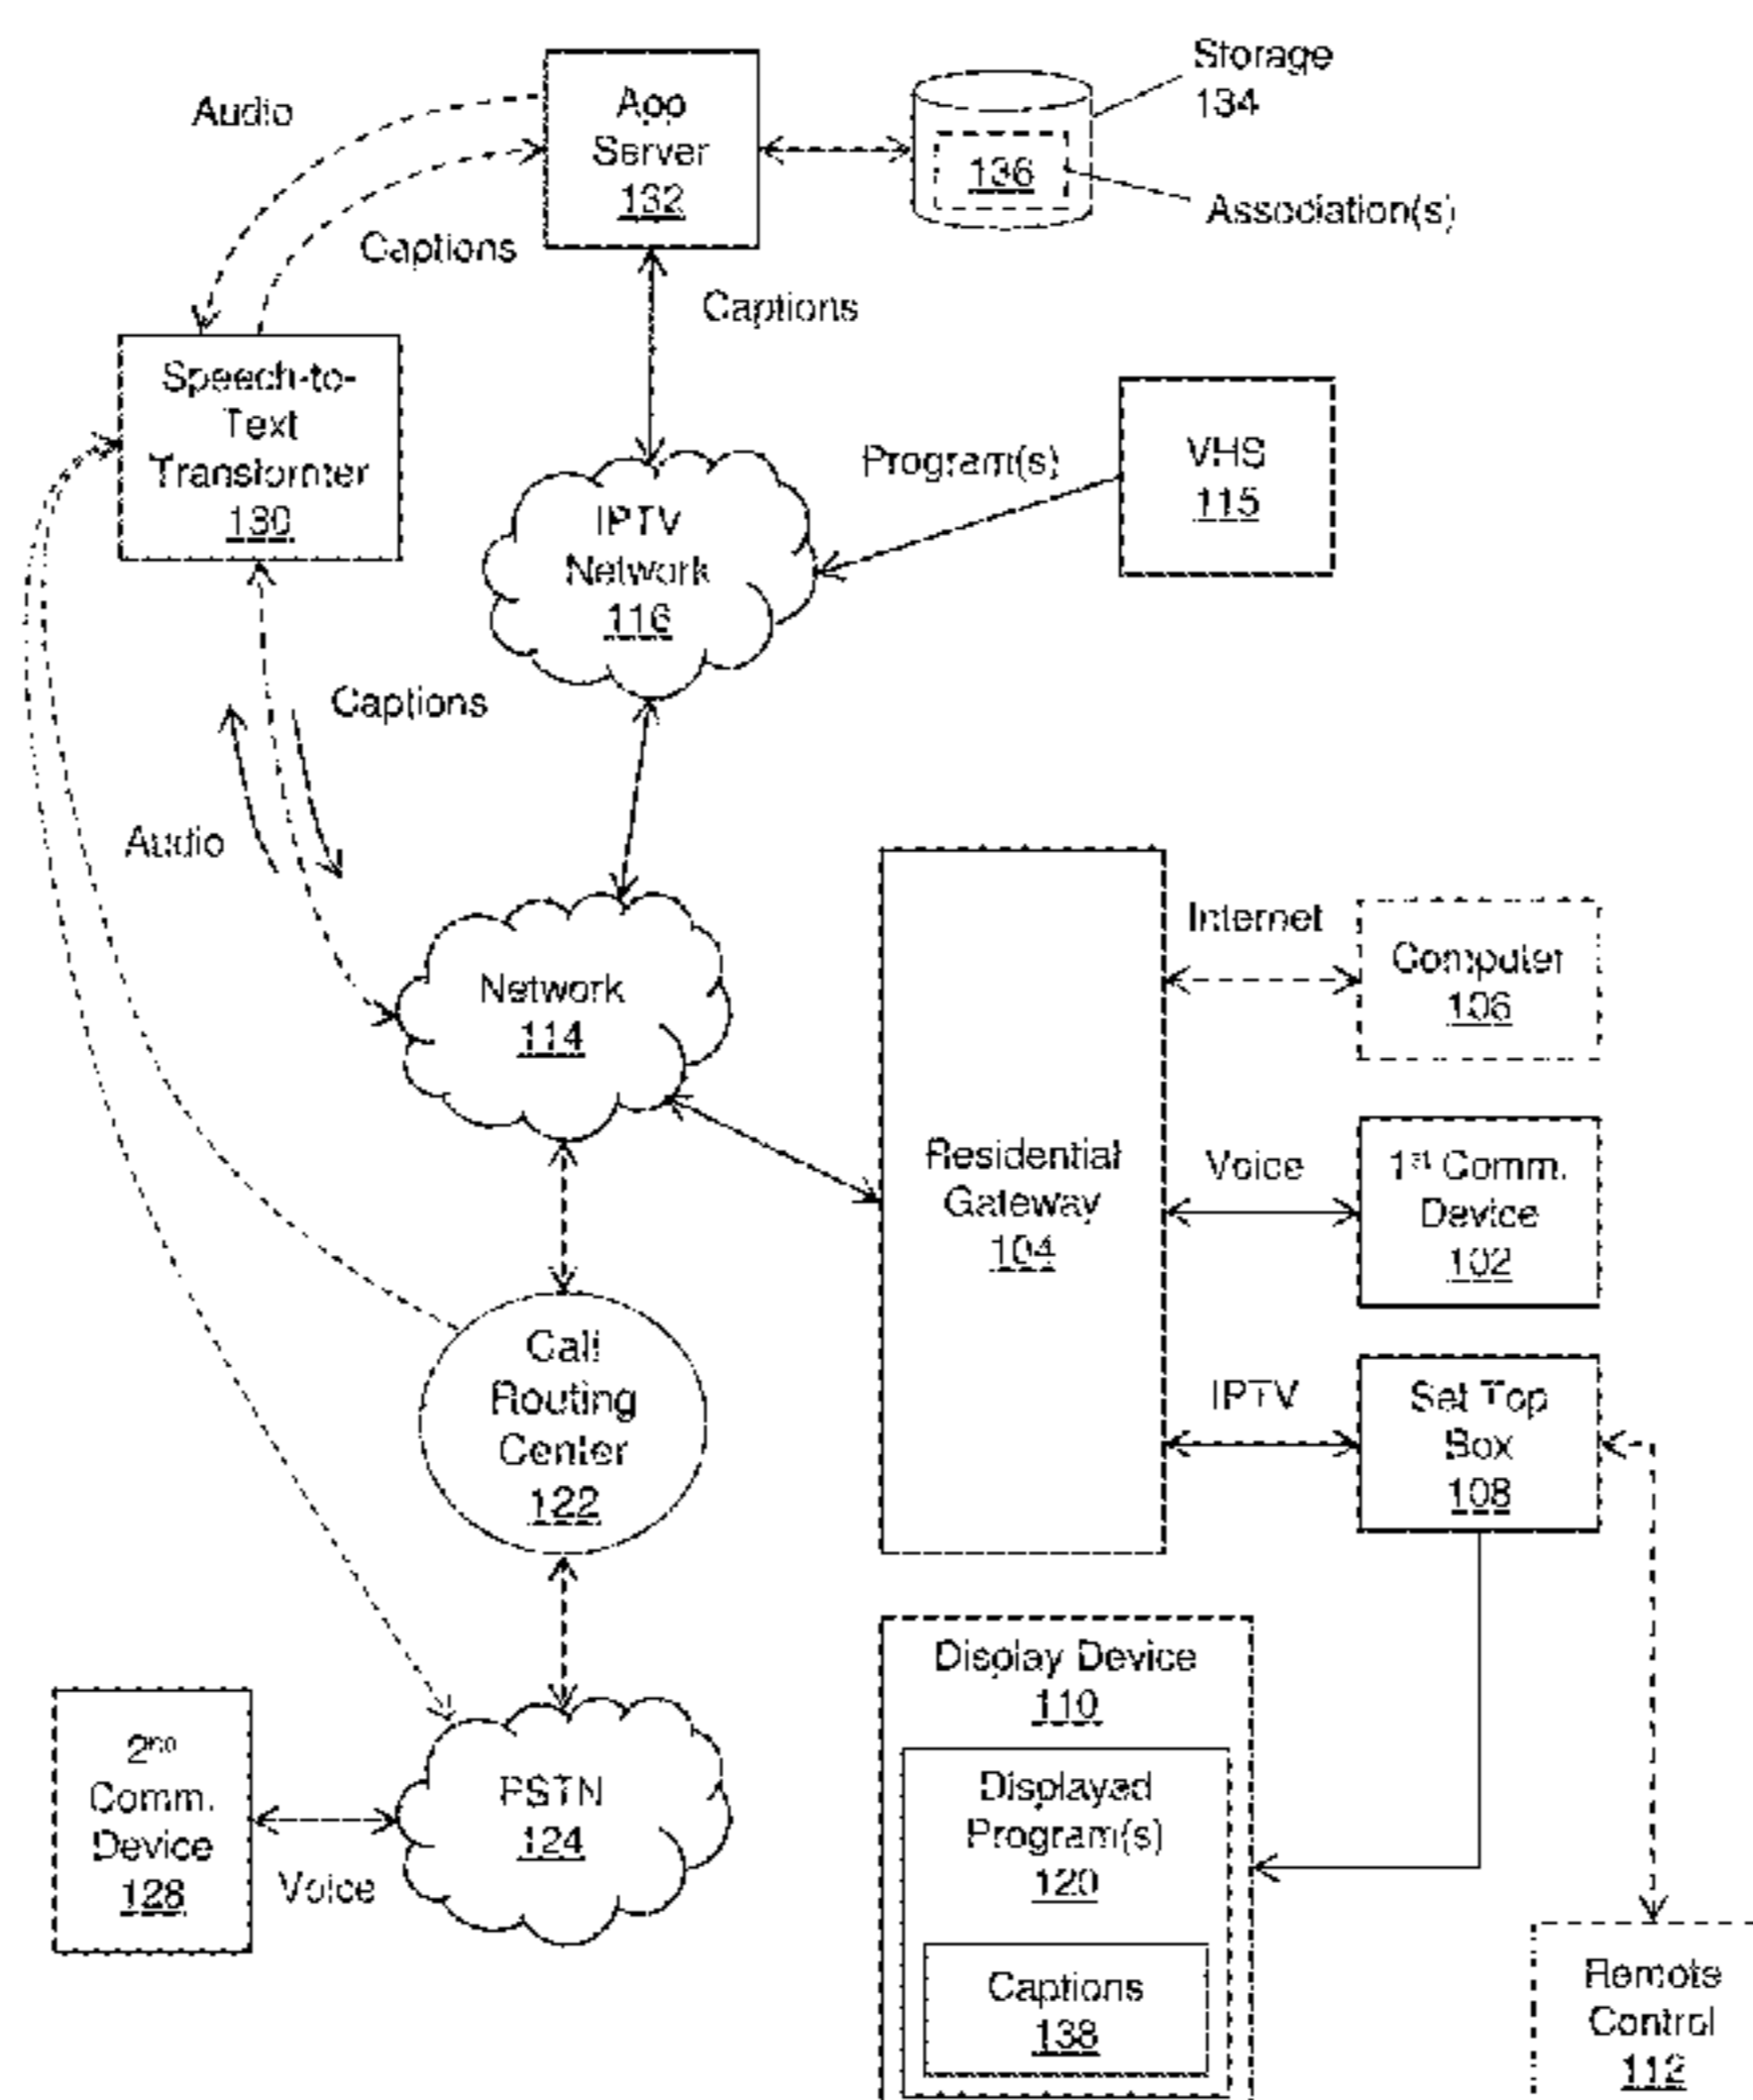 Storage
134
Audio
App
Server
132
136
Association(s)
Captions
Captions
Speech-to-
Text
Transformer
130
Program(s)
VHS
115
IPTV
Network
116
Captions
Audio
Internet
Computer
106
Network
114
Residential
Gateway
104
Voice
1st Comm.
Device
102
Call
Routing
Center
122
IPTV
Set Top
Box
108
Display Device
110
2nd
Comm.
Device
128
Voice
PSTN
124
Displayed
Program(s)
120
Captions
138
Remote
Control
112